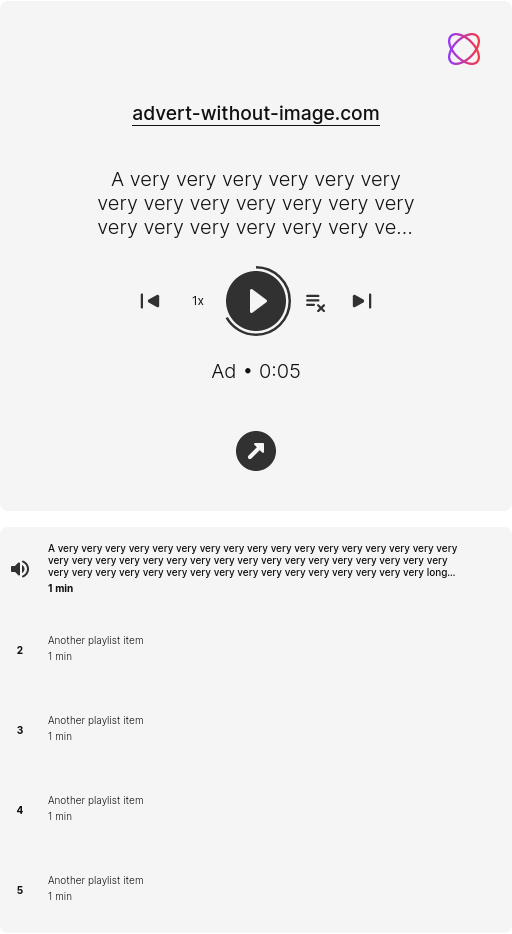 advert-without-image.com
A very very very very very very
very very very very very very very
very very very very very very ve...
1x
Ad • 0:05
A very very very very very very very very very very very very very very very very very
very very very very very very very very very very very very very very very very very
very very very very very very very very very very very very very very very very long...
1 min
2
Another playlist item
1 min
3
Another playlist item
1 min
4
Another playlist item
1 min
5
Another playlist item
1 min